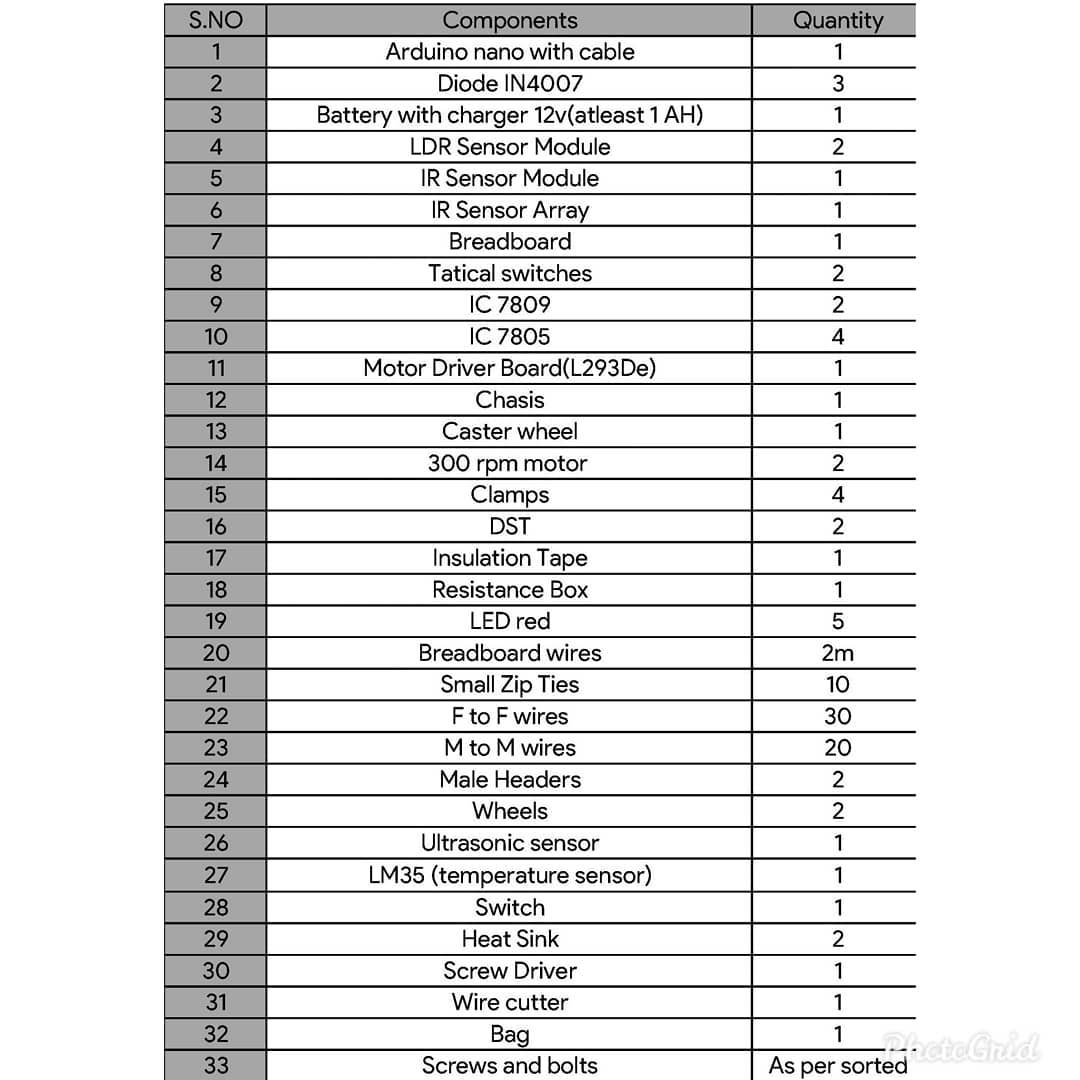 S.NO Components Quantity
1 Arduino nano with cable 1
2 Diode IN4007 3
3 Battery with charger 12v(atleast 1 AH) 1
4 LDR Sensor Module 2
5 IR Sensor Module 1
6 IR Sensor Array 1
7 Breadboard 1
8 Tatical switches 2
9 IC 7809 2
10 IC 7805 4
11 Motor Driver Board(L293De) 1
12 Chasis 1
13 Caster wheel 1
14 300 rpm motor 2
15 Clamps 4
16 DST 2
17 Insulation Tape 1
18 Resistance Box 1
19 LED red 5
20 Breadboard wires 2m
21 Small Zip Ties 10
22 F to F wires 30
23 M to M wires 20
24 Male Headers 2
25 Wheels 2
26 Ultrasonic sensor 1
27 LM35 (temperature sensor) 1
28 Switch 1
29 Heat Sink 2
30 Screw Driver 1
31 Wire cutter 1
32 Bag 1
33 Screws and bolts As per sorted
PhotoGrid